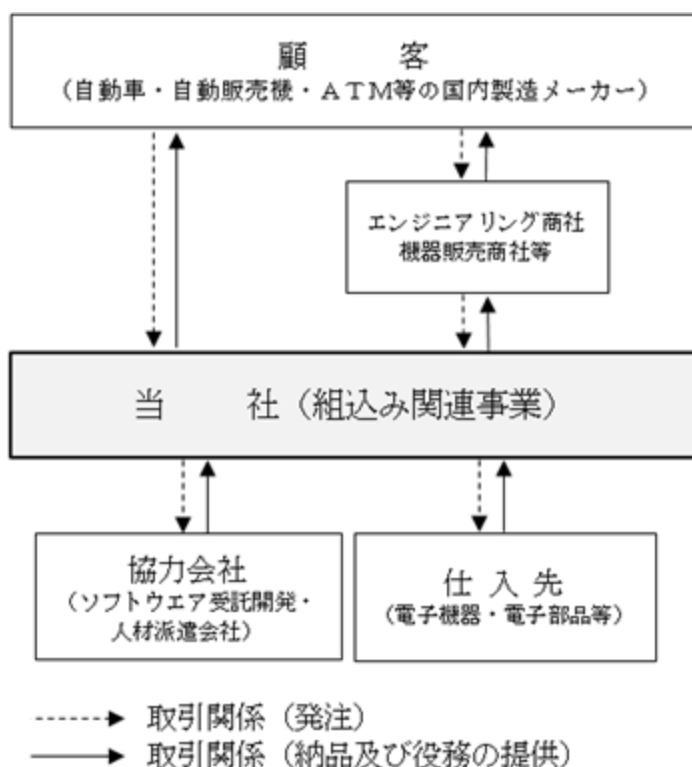 顧　　客
（自動車・自動販売機・ＡＴＭ等の国内製造メーカー）
エンジニアリング商社
機器販売商社等
当　　社（組込み関連事業）
協力会社
（ソフトウエア受託開発・
人材派遣会社）
仕 入 先
（電子機器・電子部品等）
取引関係（発注）
取引関係（納品及び役務の提供）